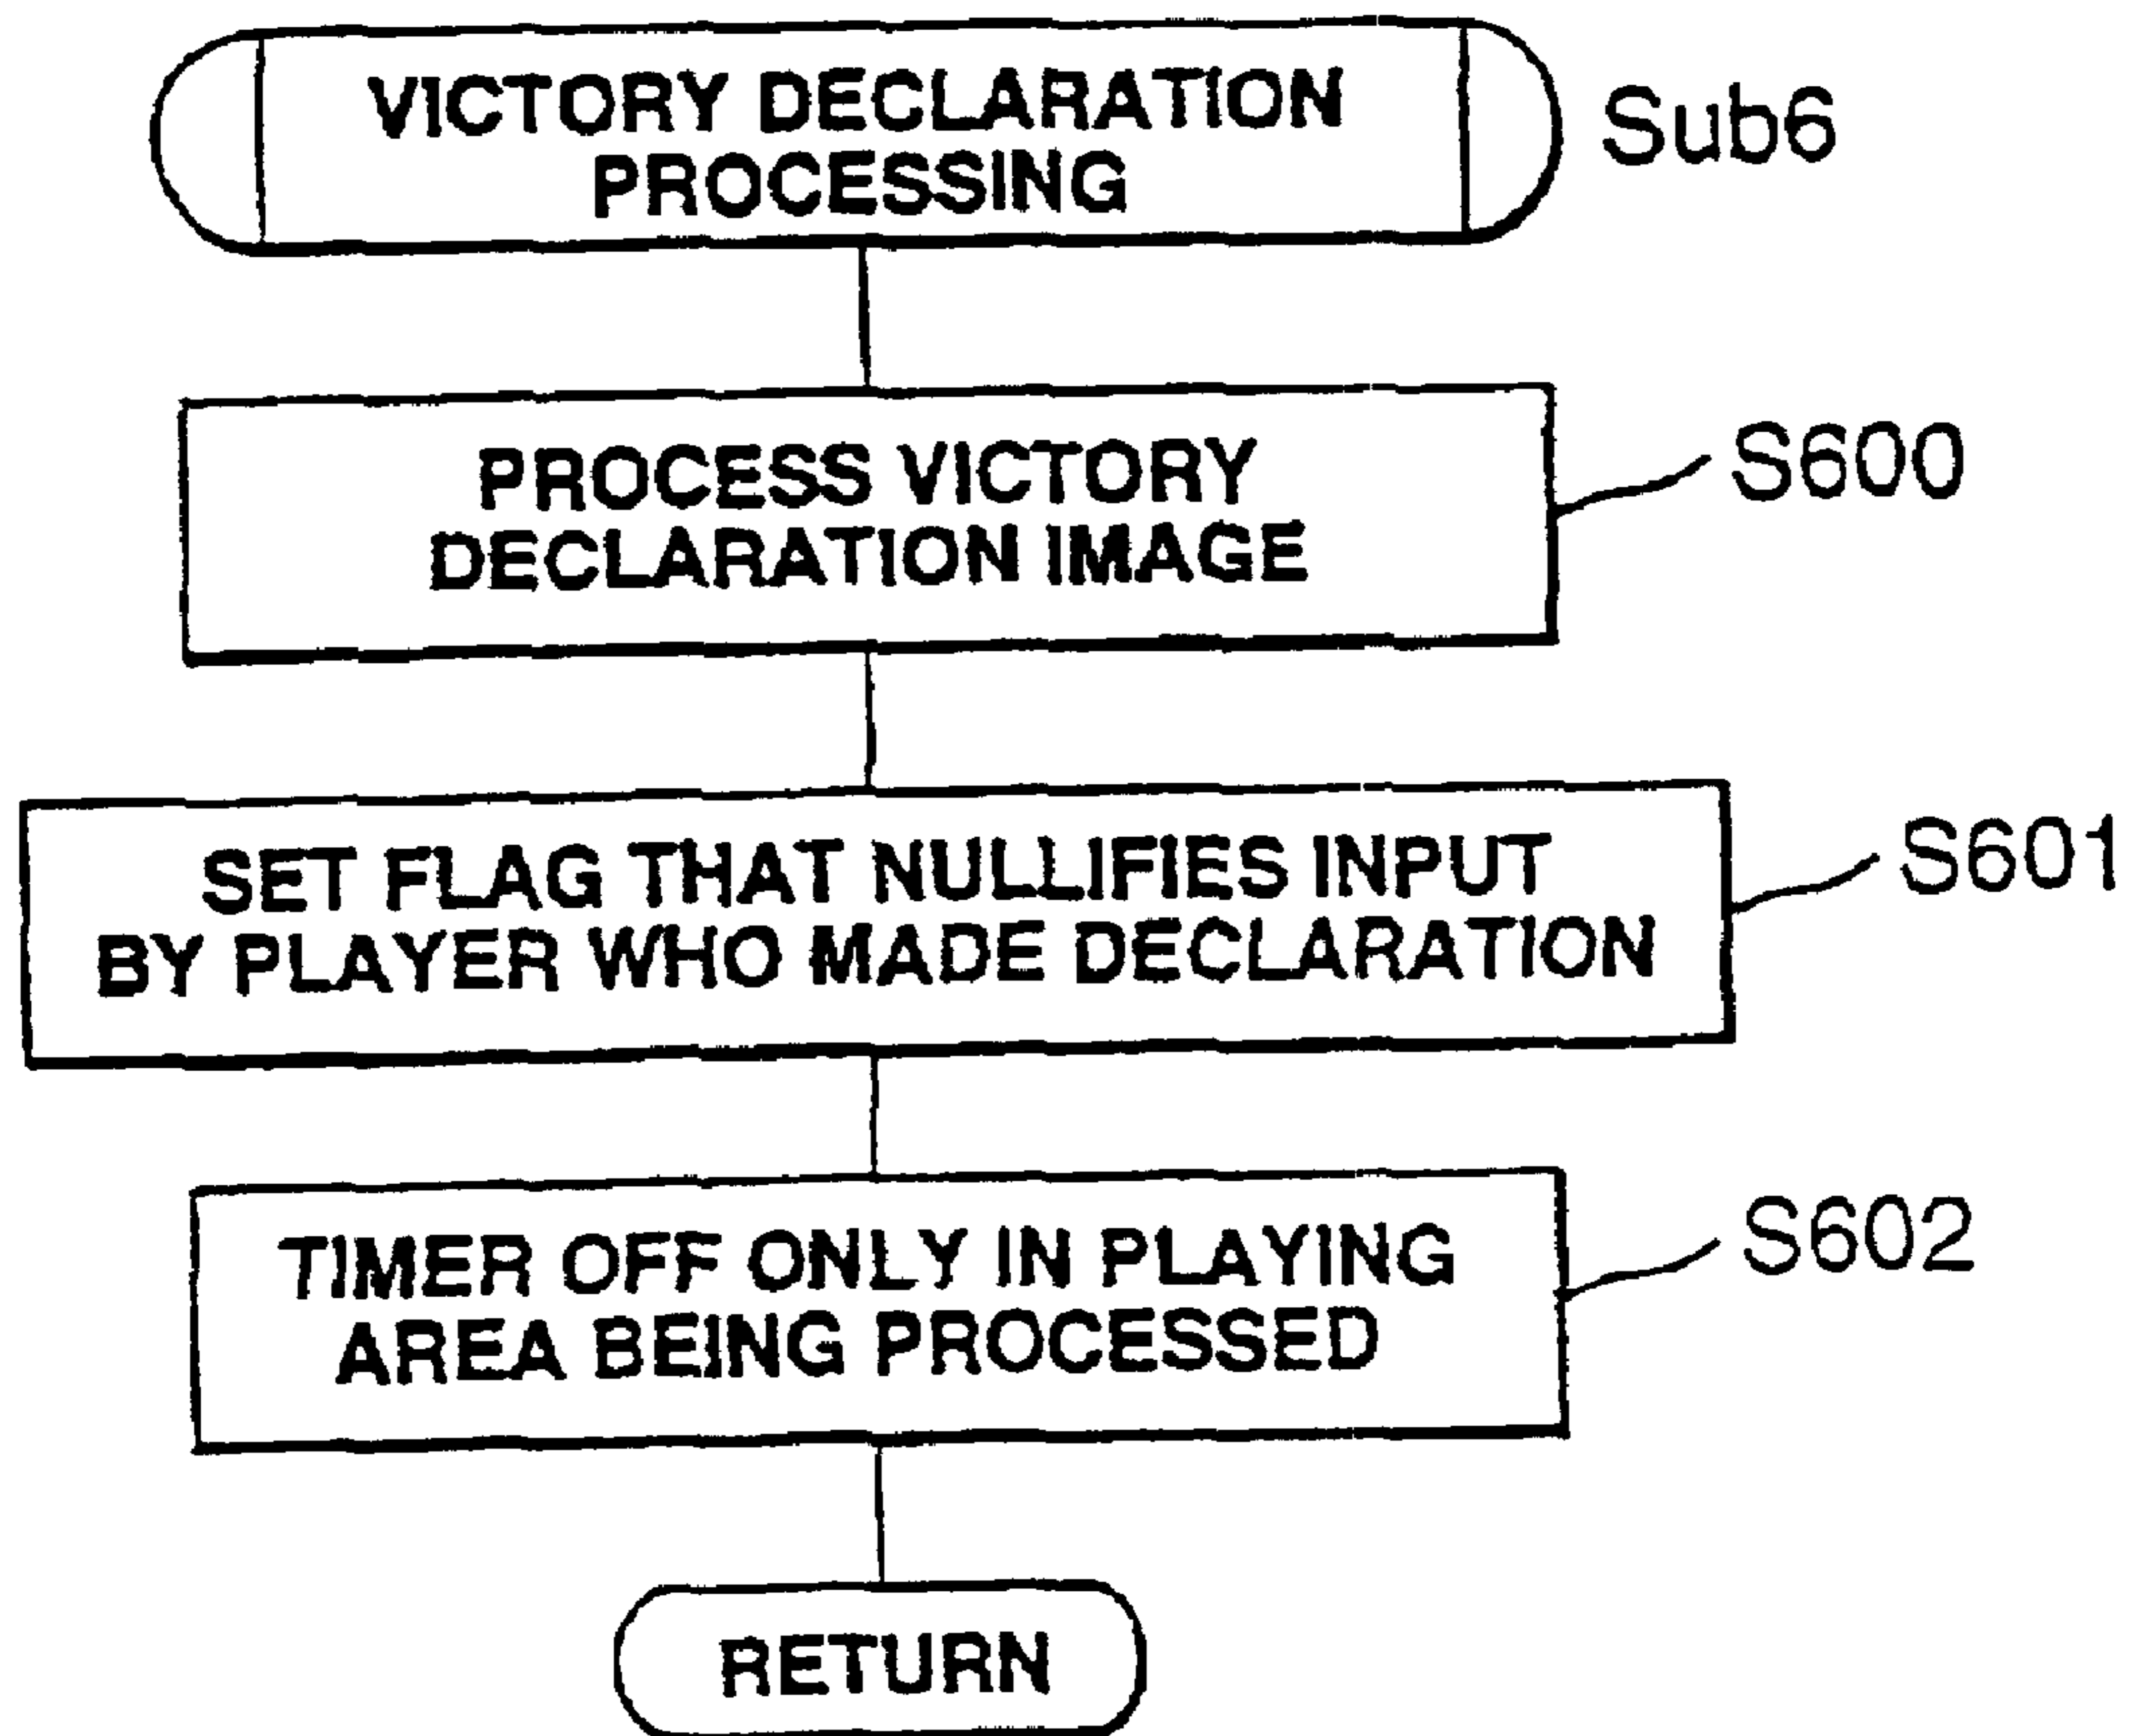 VICTORY DECLARATION
PROCESSING
Sub6
PROCESS VICTORY
DECLARATION IMAGE
S600
SET FLAG THAT NULLIFIES INPUT
BY PLAYER WHO MADE DECLARATION
S601
TIMER OFF ONLY IN PLAYING
AREA BEING PROCESSED
S602
RETURN